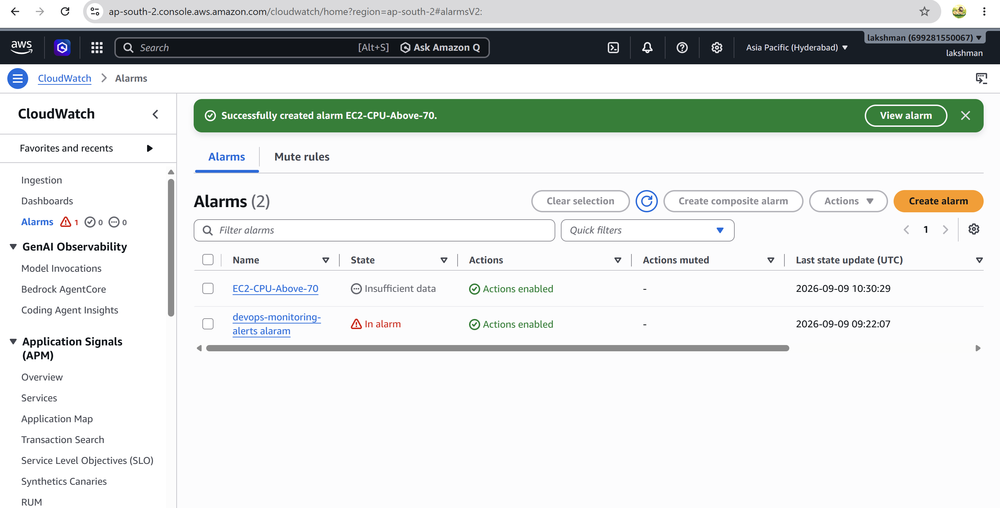 ap-south-2.console.aws.amazon.com/cloudwatch/home?region=ap-south-2#alarmsV2:
aws
Search
[Alt+S]
Ask Amazon Q
Asia Pacific (Hyderabad)
lakshman (699281550067)
lakshman
CloudWatch
Alarms
CloudWatch
Favorites and recents
Ingestion
Dashboards
Alarms 1 0 0
GenAI Observability
Model Invocations
Bedrock AgentCore
Coding Agent Insights
Application Signals
(APM)
Overview
Services
Application Map
Transaction Search
Service Level Objectives (SLO)
Synthetics Canaries
RUM
Successfully created alarm EC2-CPU-Above-70.
View alarm
Alarms
Mute rules
Alarms (2)
Clear selection
Create composite alarm
Actions
Create alarm
Filter alarms
Quick filters
1
Name State Actions Actions muted Last state update (UTC)
EC2-CPU-Above-70 Insufficient data Actions enabled - 2026-09-09 10:30:29
devops-monitoring-
alerts alaram In alarm Actions enabled - 2026-09-09 09:22:07